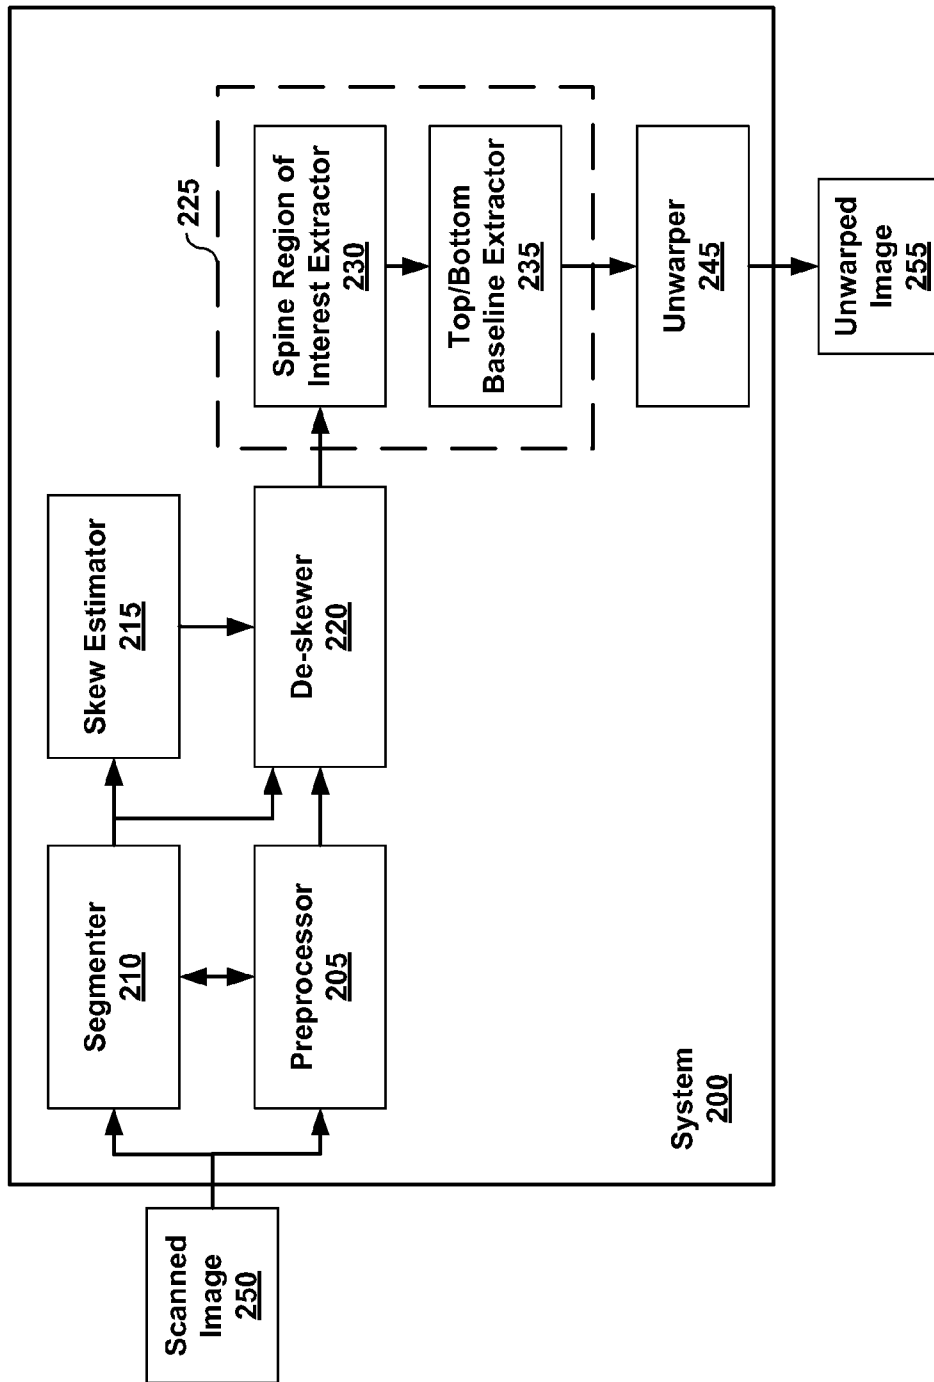 Scanned
Image
250
Segmenter
210
Preprocessor
205
Skew Estimator
215
De-skewer
220
225
Spine Region of
Interest Extractor
230
Top/Bottom
Baseline Extractor
235
Unwarper
245
Unwarped
Image
255
System
200